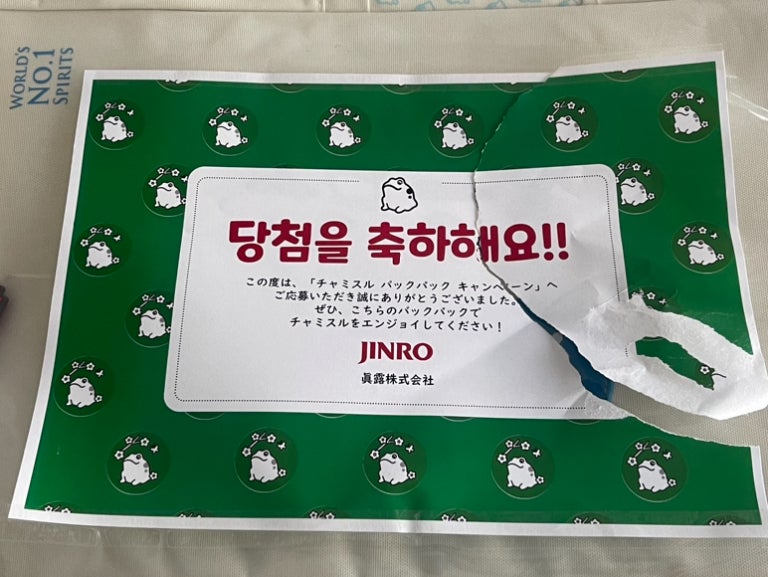 WORLD'S
No.1
SPIRITS
당첨을 축하해요!!
この度は、「チャミスル バックパック キャンペーン」へ
ご応募いただき誠にありがとうございました。
ぜひ、こちらのバックパックで
チャミスルをエンジョイしてください！
JINRO
眞露株式会社